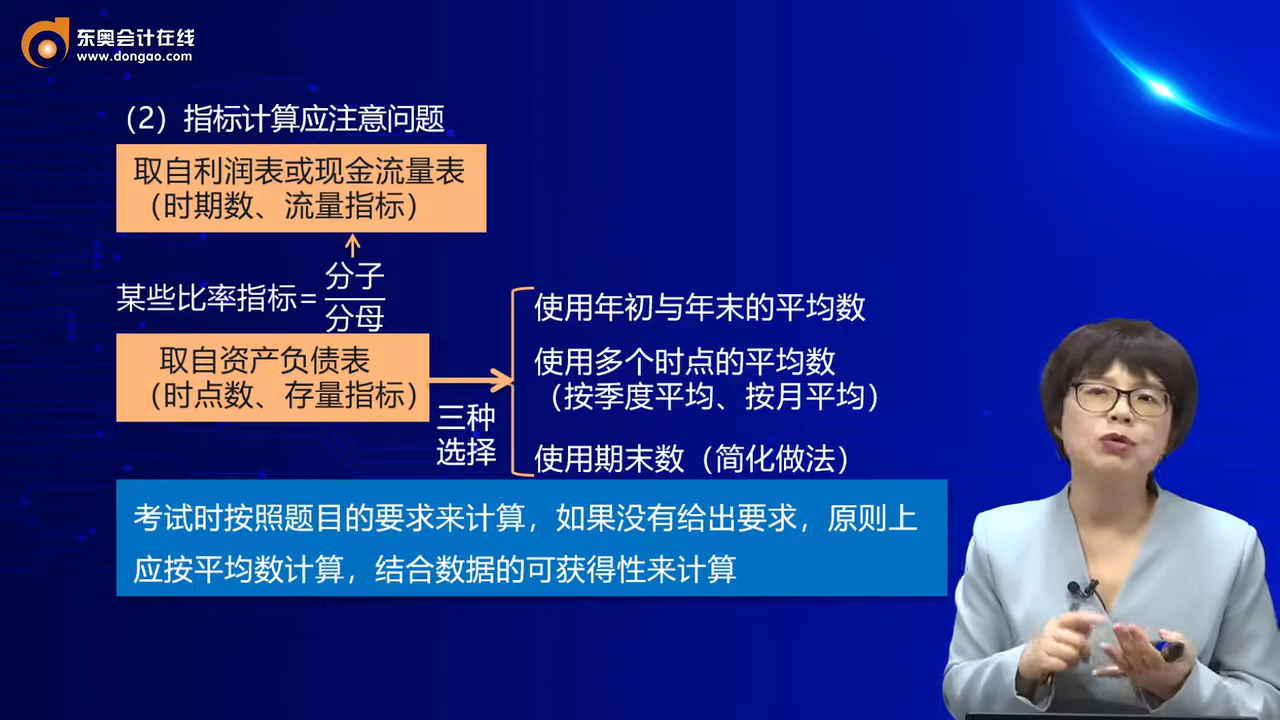 东奥会计在线
www.dongao.com
（2）指标计算应注意问题
取自利润表或现金流量表
（时期数、流量指标）
某些比率指标=分子
分母
取自资产负债表
（时点数、存量指标）
三种
选择
使用年初与年末的平均数
使用多个时点的平均数
（按季度平均、按月平均）
使用期末数（简化做法）
考试时按照题目的要求来计算，如果没有给出要求，原则上
应按平均数计算，结合数据的可获得性来计算